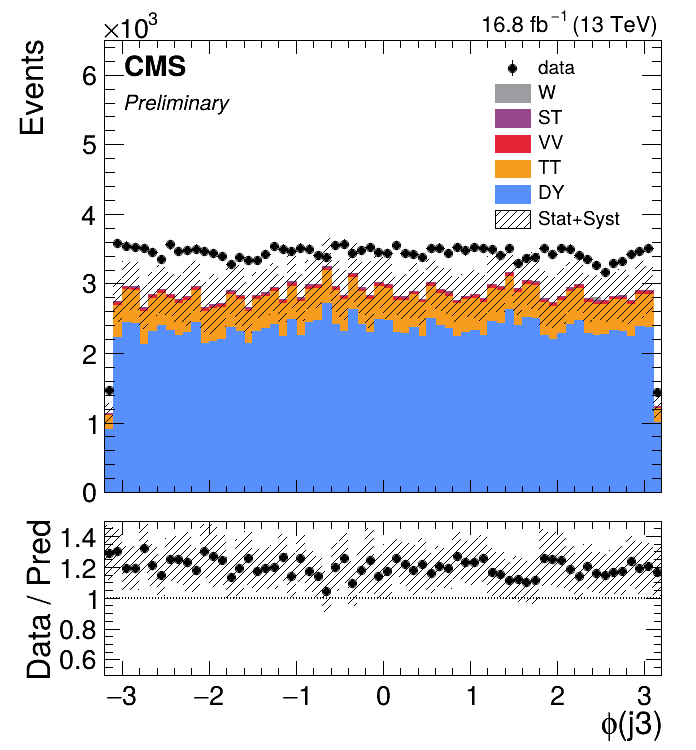 ×10³
16.8 fb⁻¹ (13 TeV)
CMS
Preliminary
Events
data
W
ST
VV
TT
DY
Stat+Syst
6
5
4
3
2
1
0
Data / Pred
1.4
1.2
1
0.8
0.6
−3 −2 −1 0 1 2 3
ϕ(j3)